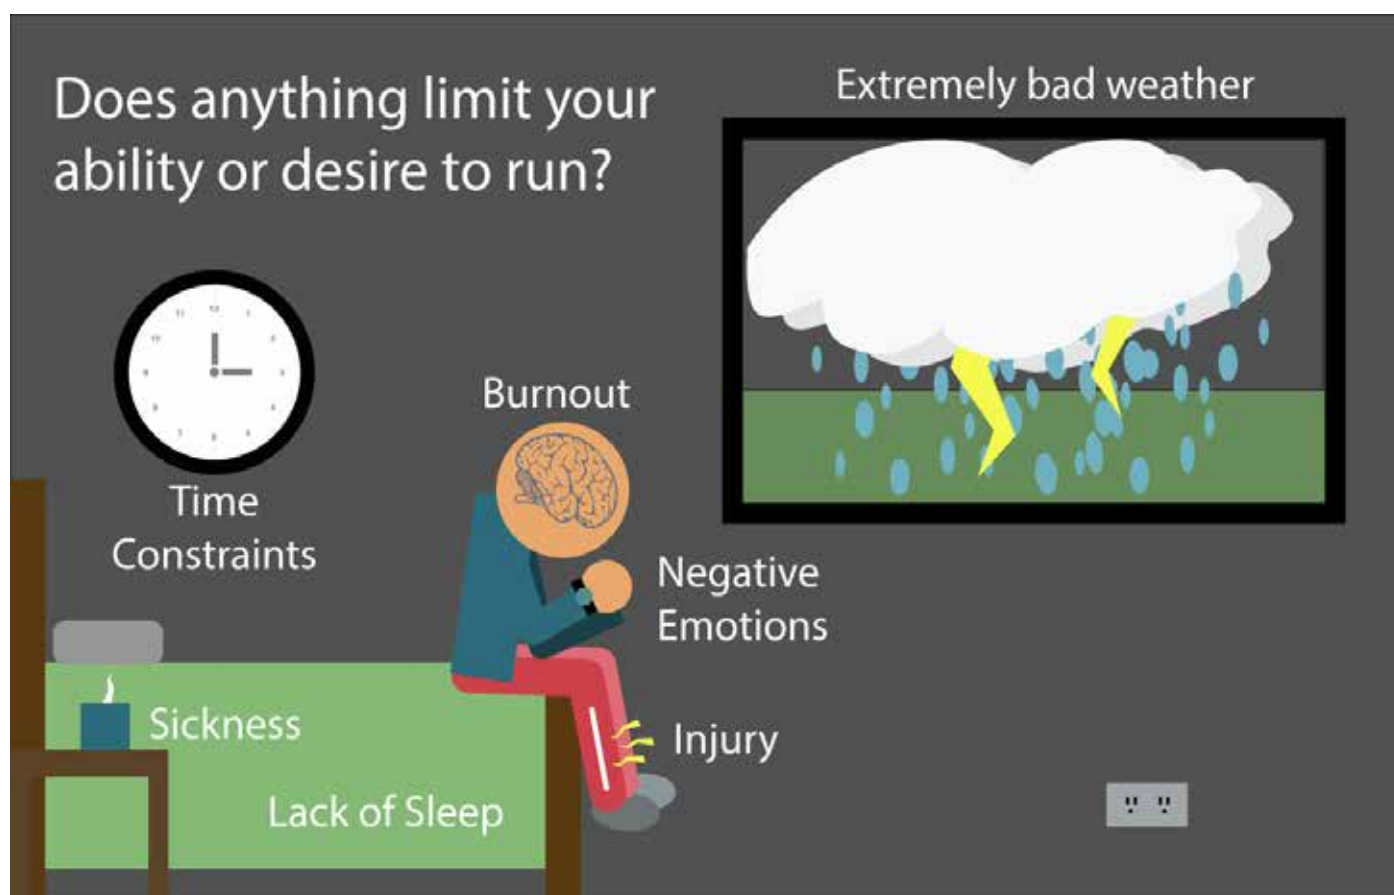 Does anything limit your
ability or desire to run?
Extremely bad weather
Burnout
Time
Constraints
Negative
Emotions
Sickness
Injury
Lack of Sleep